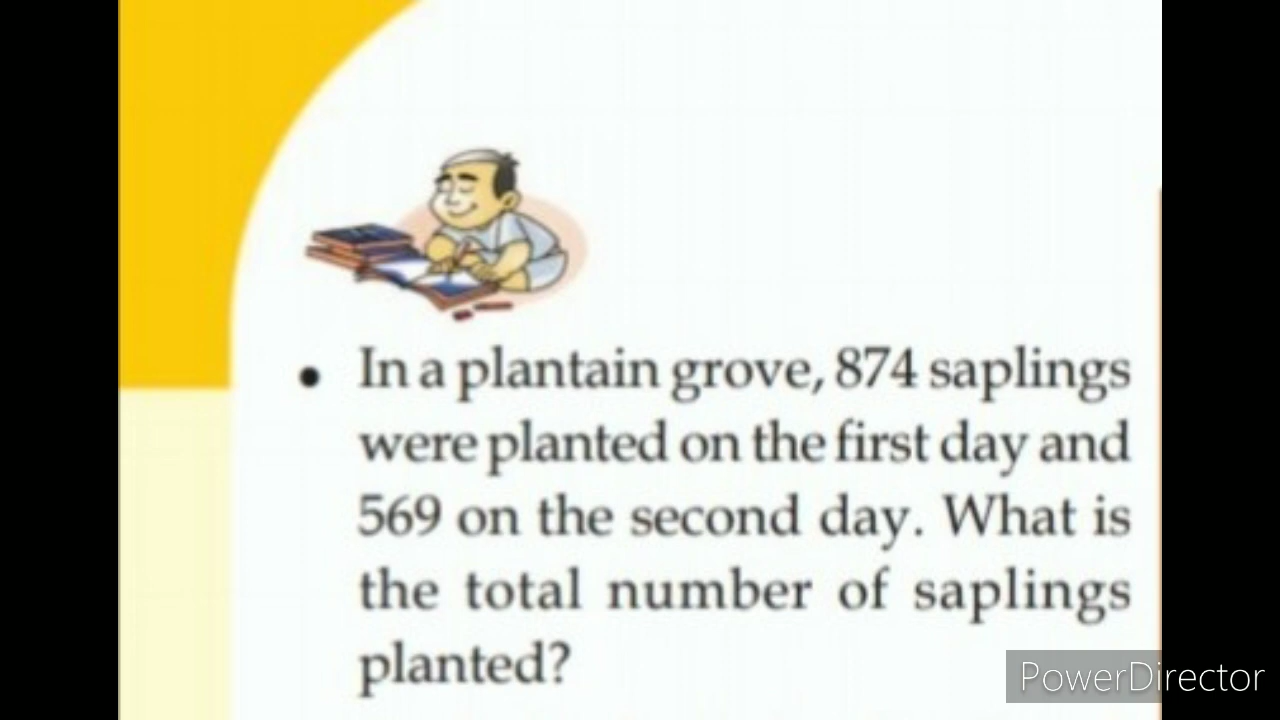 • In a plantain grove, 874 saplings
were planted on the first day and
569 on the second day. What is
the total number of saplings
planted?
PowerDirector